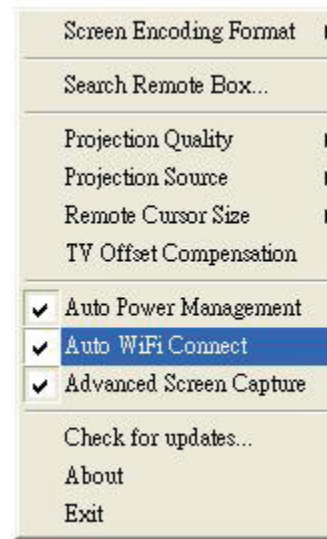 Screen Encoding Format
Search Remote Box...
Projection Quality
Projection Source
Remote Cursor Size
TV Offset Compensation
Auto Power Management
Auto WiFi Connect
Advanced Screen Capture
Check for updates...
About
Exit